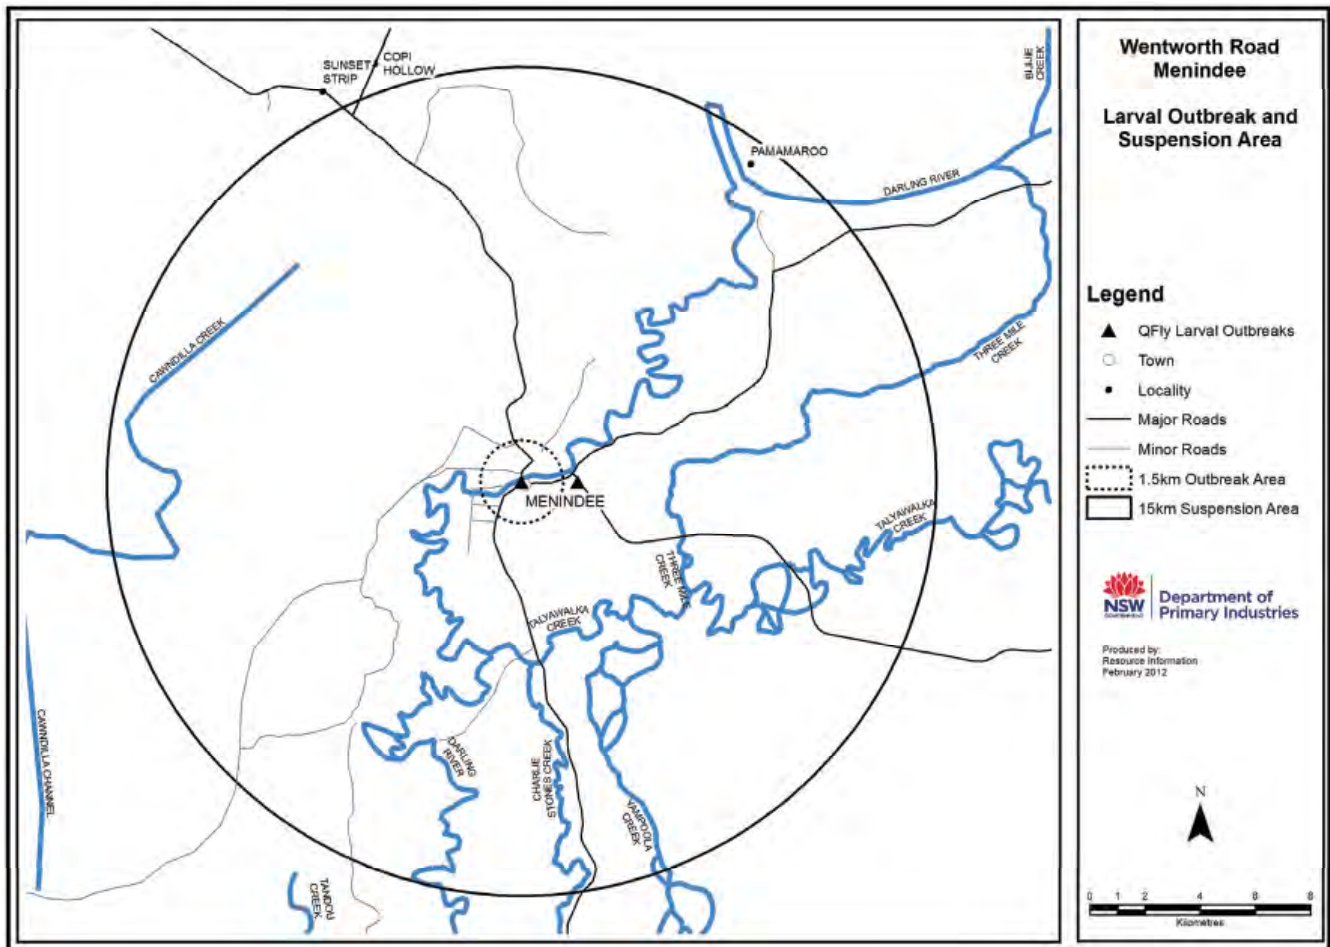 SUNSET
STRIP
COPI
HOLLOW
BIJIJIE
CREEK
PAMAMAROO
DARLING RIVER
CAWNDILLA CREEK
THREE MILE
CREEK
MENINDEE
TALYAWALKA
CREEK
THREE MILE
CREEK
TALYAWALKA
CREEK
CAWNDILLA CHANNEL
DARLING
RIVER
CHARLIE
STONES CREEK
YAMPOOLA
CREEK
TANDOU
CREEK
Wentworth Road
Menindee
Larval Outbreak and
Suspension Area
Legend
QFly Larval Outbreaks
Town
Locality
Major Roads
Minor Roads
1.5km Outbreak Area
15km Suspension Area
NSW
GOVERNMENT
Department of
Primary Industries
Produced by:
Resource Information
February 2012
N
0 1 2 4 6 8
Kilometres